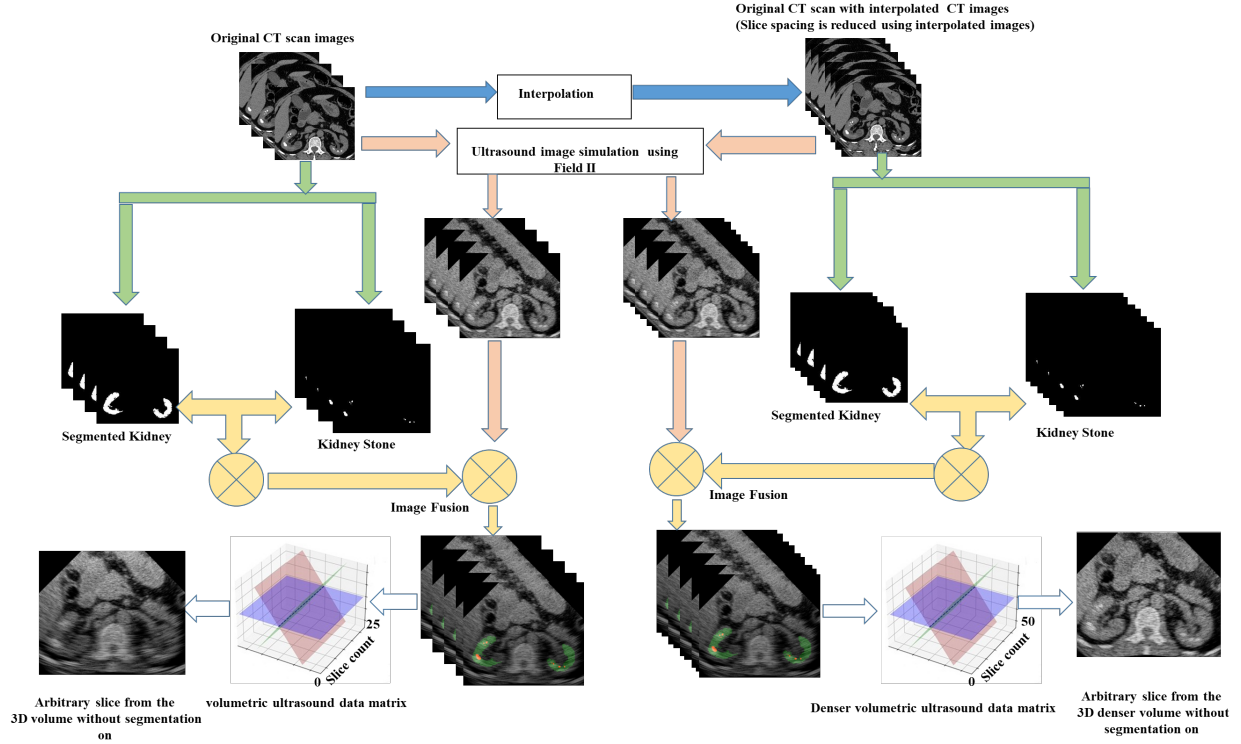 Original CT scan with interpolated CT images
(Slice spacing is reduced using interpolated images)
Original CT scan images
Interpolation
Ultrasound image simulation using
Field II
Segmented Kidney
Kidney Stone
Segmented Kidney
Kidney Stone
Image Fusion
Image Fusion
25
Slice count
0
50
Slice count
0
Arbitrary slice from the
3D volume without segmentation
on
volumetric ultrasound data matrix
Denser volumetric ultrasound data matrix
Arbitrary slice from the
3D denser volume without
segmentation on